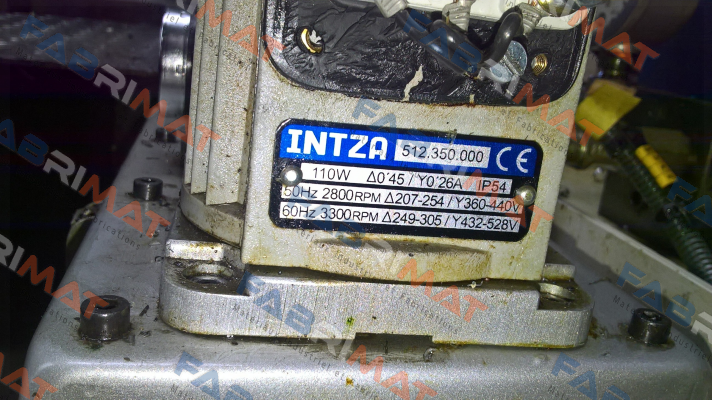 INTZA 512.350.000 CE
110W Δ0'45 / Y0'26A IP54
50Hz 2800RPM Δ207-254 / Y360-440V
60Hz 3300RPM Δ249-305 / Y432-528V
FABRIMAT